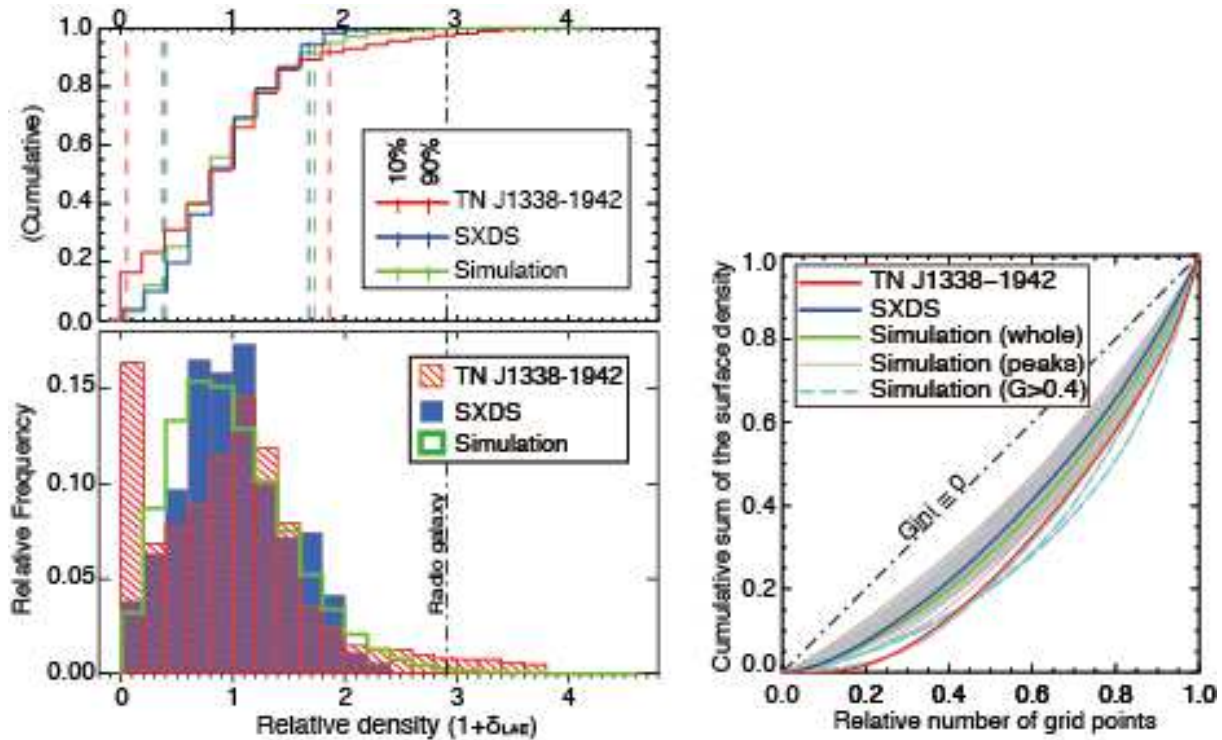 0 1 2 3 4
1.0
0.8
0.6
0.4
0.2
0.0
(Cumulative)
10%
90%
TN J1338-1942
SXDS
Simulation
0.15
0.10
0.05
0.00
Relative Frequency
TN J1338-1942
SXDS
Simulation
Radio galaxy
0 1 2 3 4
Relative density (1+δLAE)
1.0
0.8
0.6
0.4
0.2
0.0
Cumulative sum of the surface density
TN J1338-1942
SXDS
Simulation (whole)
Simulation (peaks)
Simulation (G>0.4)
Gini ≡ 0
0.0 0.2 0.4 0.6 0.8 1.0
Relative number of grid points